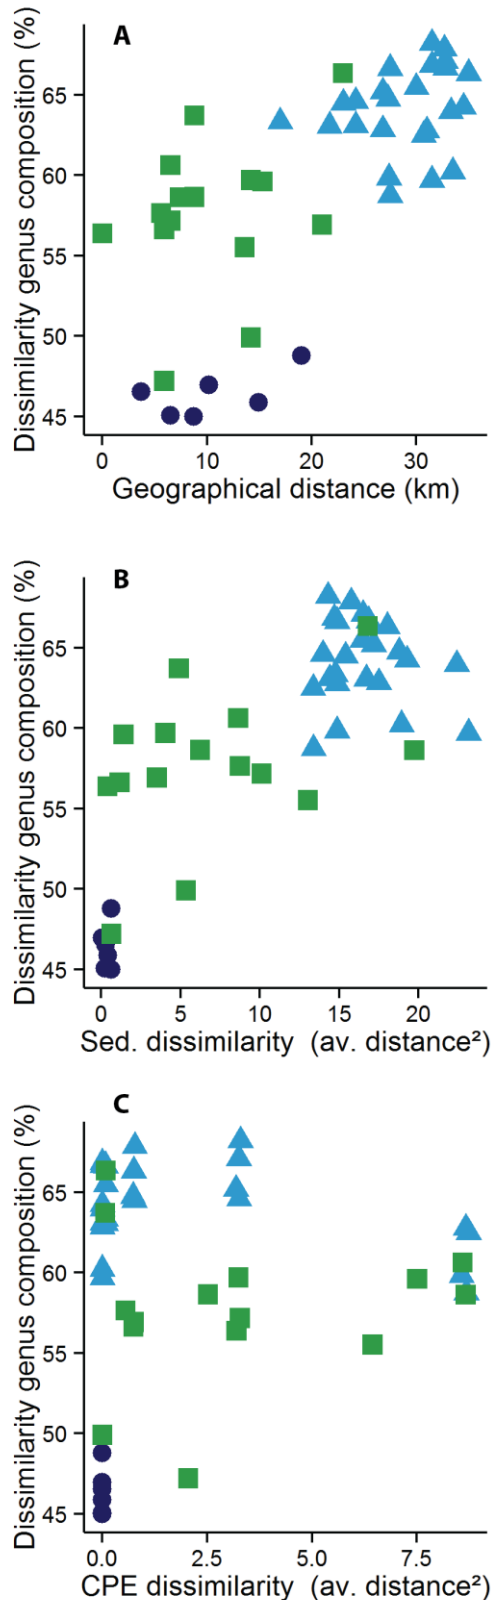 A
Dissimilarity genus composition (%)
65
60
55
50
45
0 10 20 30
Geographical distance (km)
B
Dissimilarity genus composition (%)
65
60
55
50
45
0 5 10 15 20
Sed. dissimilarity (av. distance²)
C
Dissimilarity genus composition (%)
65
60
55
50
45
0.0 2.5 5.0 7.5
CPE dissimilarity (av. distance²)